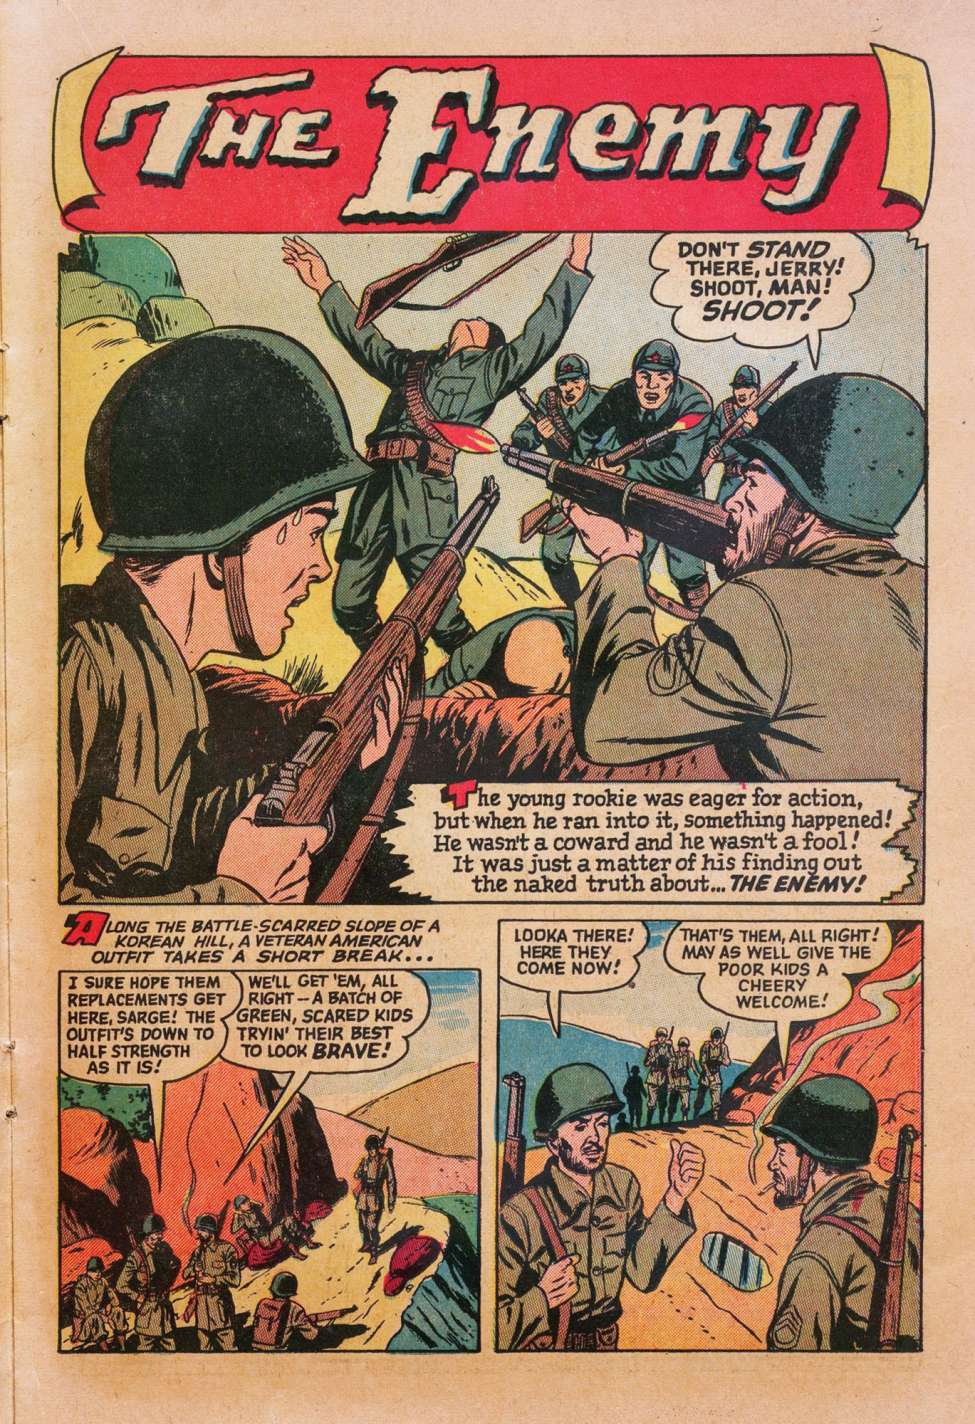 The Enemy
DON'T STAND
THERE, JERRY!
SHOOT, MAN!
SHOOT!
The young rookie was eager for action,
but when he ran into it, something happened!
He wasn't a coward and he wasn't a fool!
It was just a matter of his finding out
the naked truth about... THE ENEMY!
ALONG THE BATTLE-SCARRED SLOPE OF A
KOREAN HILL, A VETERAN AMERICAN
OUTFIT TAKES A SHORT BREAK...
I SURE HOPE THEM
REPLACEMENTS GET
HERE, SARGE! THE
OUTFIT'S DOWN TO
HALF STRENGTH
AS IT IS!
WE'LL GET 'EM, ALL
RIGHT-- A BATCH OF
GREEN, SCARED KIDS
TRYIN' THEIR BEST
TO LOOK BRAVE!
LOOKA THERE!
HERE THEY
COME NOW!
THAT'S THEM, ALL RIGHT!
MAY AS WELL GIVE THE
POOR KIDS A
CHEERY
WELCOME!